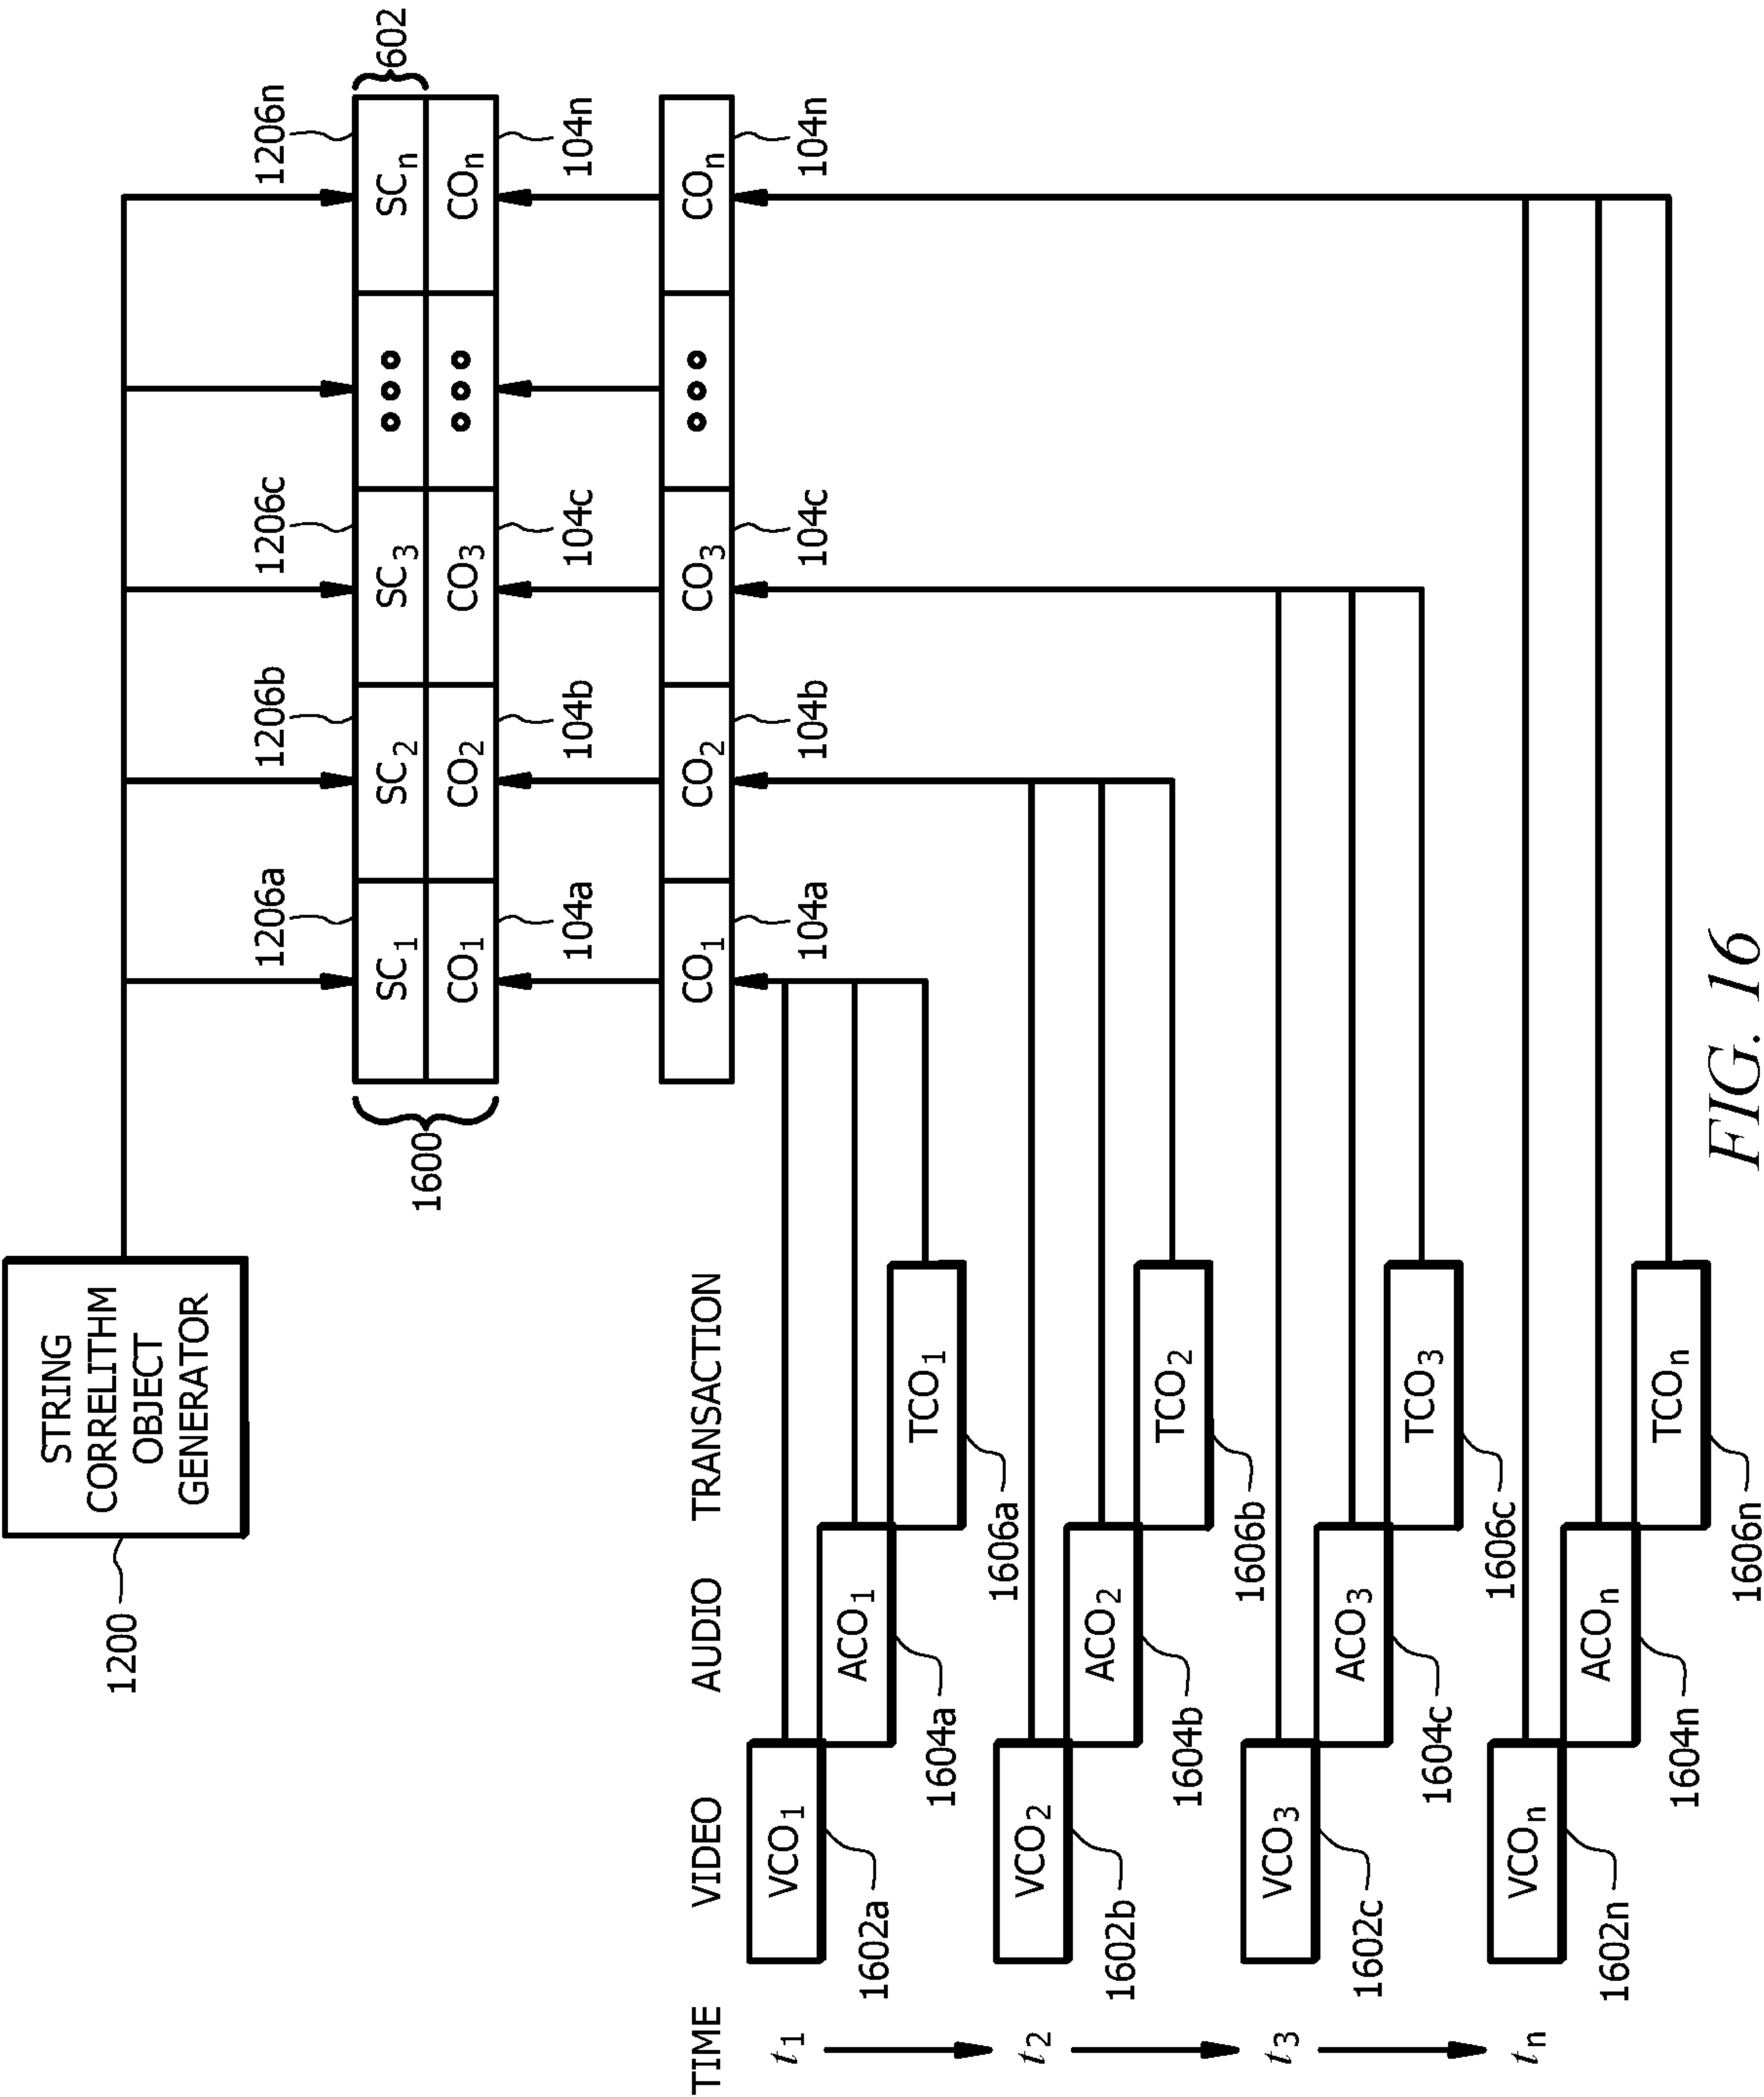 STRING
CORRELITHM
OBJECT
GENERATOR
1200
1206a
1206b
1206c
1206n
602
1600
SC1
SC2
SC3
SCn
CO1
CO2
CO3
COn
104a
104b
104c
104n
CO1
CO2
CO3
COn
104a
104b
104c
104n
TIME
VIDEO
AUDIO
TRANSACTION
t1
VCO1
1602a
ACO1
1604a
TCO1
1606a
t2
VCO2
1602b
ACO2
1604b
TCO2
1606b
t3
VCO3
1602c
ACO3
1604c
TCO3
1606c
tn
VCOn
1602n
ACOn
1604n
TCOn
1606n
FIG. 16